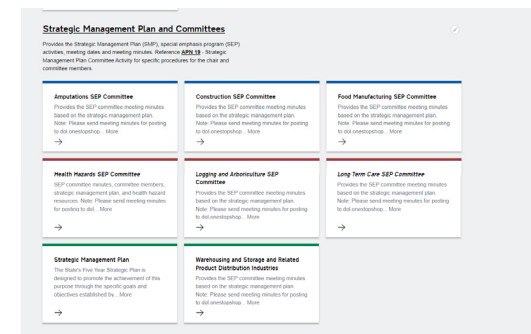 Strategic Management Plan and Committees
Provides the Strategic Management Plan (SMP), special emphasis program (SEP)
activities, meeting dates and meeting minutes. Reference APN 19 - Strategic
Management Plan Committee Activity for specific procedures for the chair and
committee members.
Amputations SEP Committee
Provides the SEP committee meeting minutes
based on the strategic management plan.
Note: Please send meeting minutes for posting
to dol.onestopshop... More
Construction SEP Committee
Provides the SEP committee meeting minutes
based on the strategic management plan.
Note: Please send meeting minutes for posting
to dol.onestopshop... More
Food Manufacturing SEP Committee
Provides the SEP committee meeting minutes
based on the strategic management plan.
Note: Please send meeting minutes for posting
to dol.onestopshop... More
Health Hazards SEP Committee
SEP committee minutes, committee members,
strategic management plan, and health hazard
resources. Note: Please send meeting minutes
for posting to dol... More
Logging and Arboriculture SEP
Committee
Provides the SEP committee meeting minutes
based on the strategic management plan.
Note: Please send meeting minutes for posting
to dol.onestopshop... More
Long Term Care SEP Committee
Provides the SEP committee meeting minutes
based on the strategic management plan.
Note: Please send meeting minutes for posting
to dol.onestopshop... More
Strategic Management Plan
The State's Five Year Strategic Plan is
designed to promote the achievement of this
purpose through the specific goals and
objectives established by... More
Warehousing and Storage and Related
Product Distribution Industries
Provides the SEP committee meeting minutes
based on the strategic management plan.
Note: Please send meeting minutes for posting
to dol.onestopshop... More